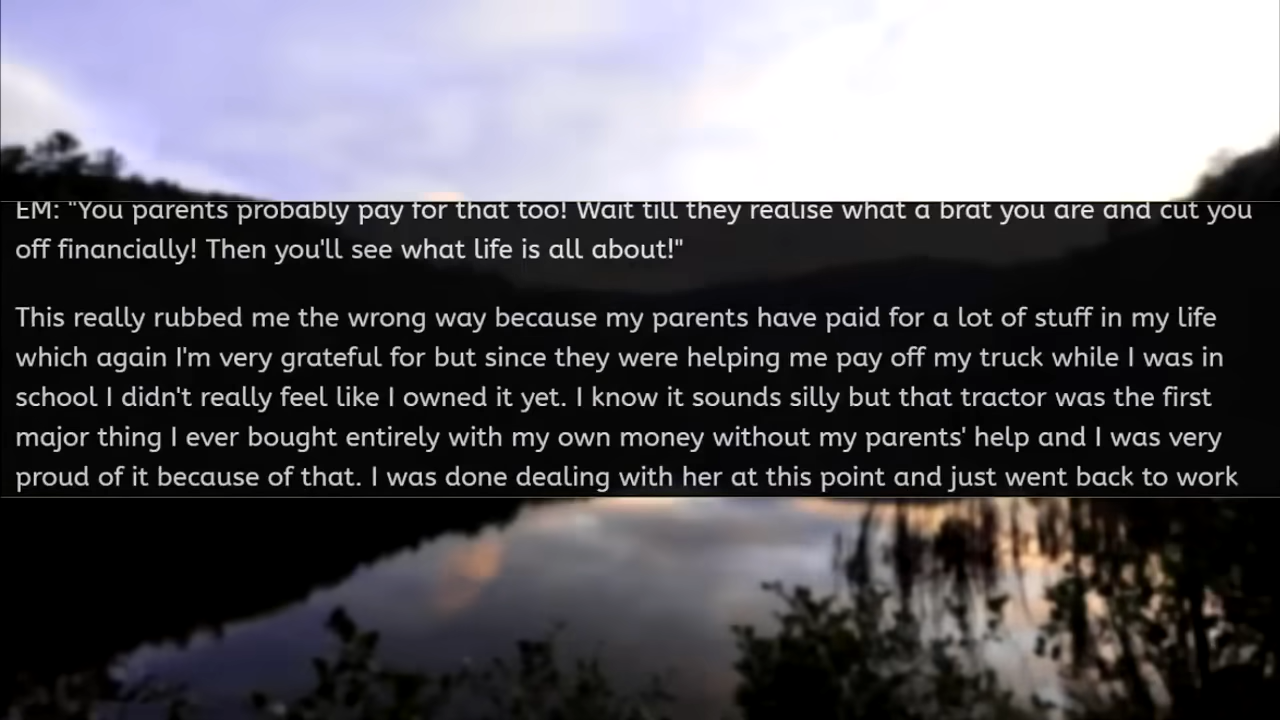 EM: "You parents probably pay for that too! Wait till they realise what a brat you are and cut you
off financially! Then you'll see what life is all about!"
This really rubbed me the wrong way because my parents have paid for a lot of stuff in my life
which again I'm very grateful for but since they were helping me pay off my truck while I was in
school I didn't really feel like I owned it yet. I know it sounds silly but that tractor was the first
major thing I ever bought entirely with my own money without my parents' help and I was very
proud of it because of that. I was done dealing with her at this point and just went back to work